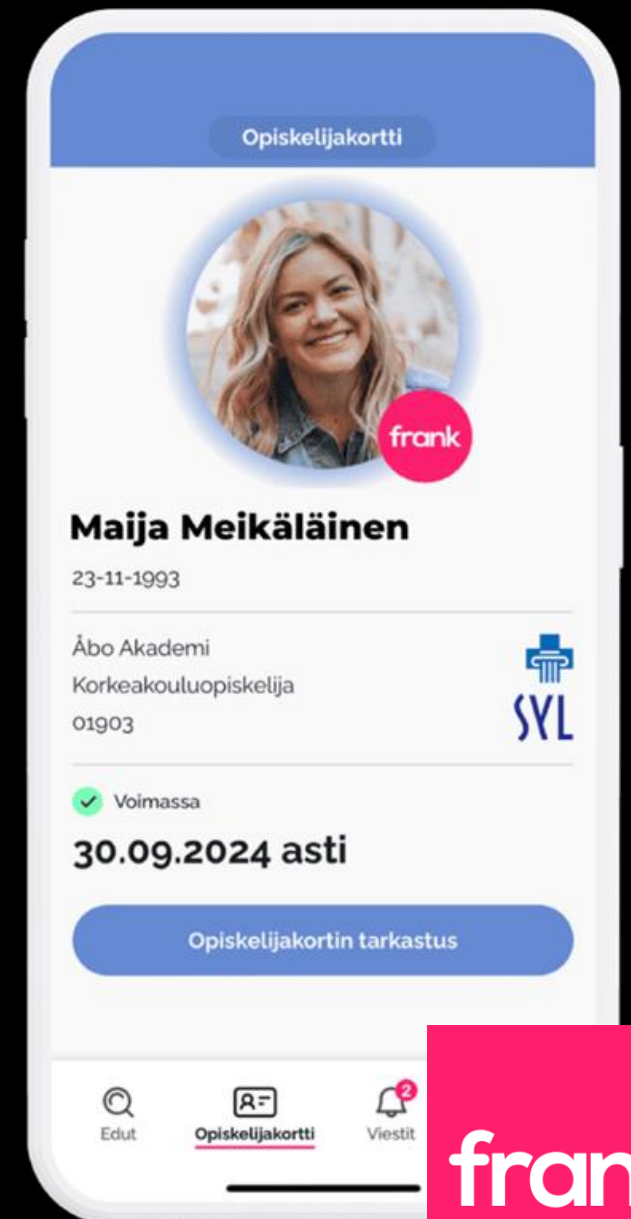 Opiskelijakortti
frank
Maija Meikäläinen
23-11-1993
Åbo Akademi
Korkeakouluopiskelija
01903
SYL
Voimassa
30.09.2024 asti
Opiskelijakortin tarkastus
2
Edut
Opiskelijakortti
Viestit
fran